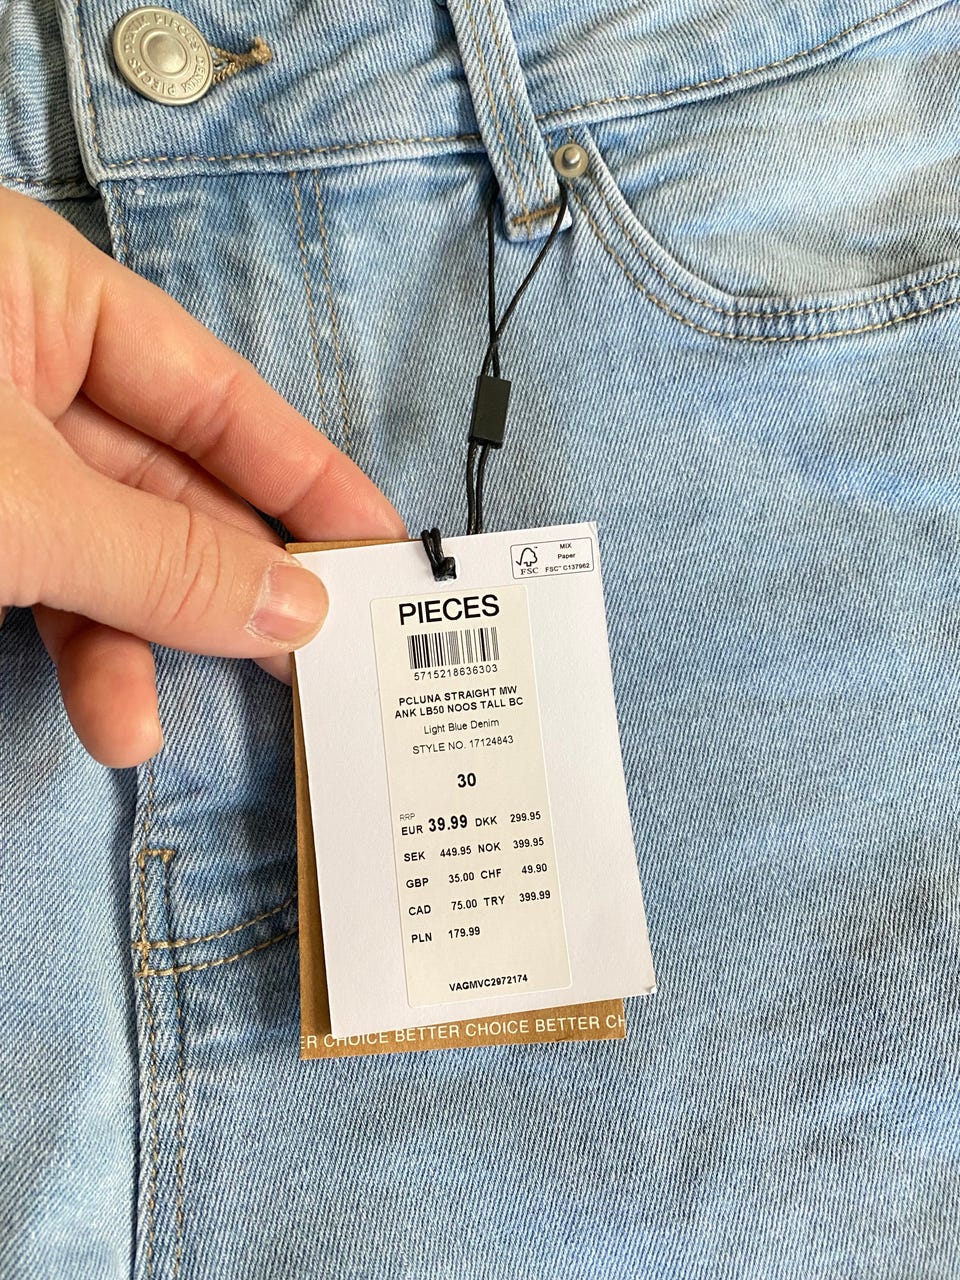 PIECES DENIM PIECES DENIM
MIX
Paper
FSC™ C137962
FSC
PIECES
5715218636303
PCLUNA STRAIGHT MW
ANK LB50 NOOS TALL BC
Light Blue Denim
STYLE NO. 17124843
30
RRP
EUR 39.99 DKK 299.95
SEK 449.95 NOK 399.95
GBP 35.00 CHF 49.90
CAD 75.00 TRY 399.99
PLN 179.99
VAGMVC2972174
ER CHOICE BETTER CHOICE BETTER CH